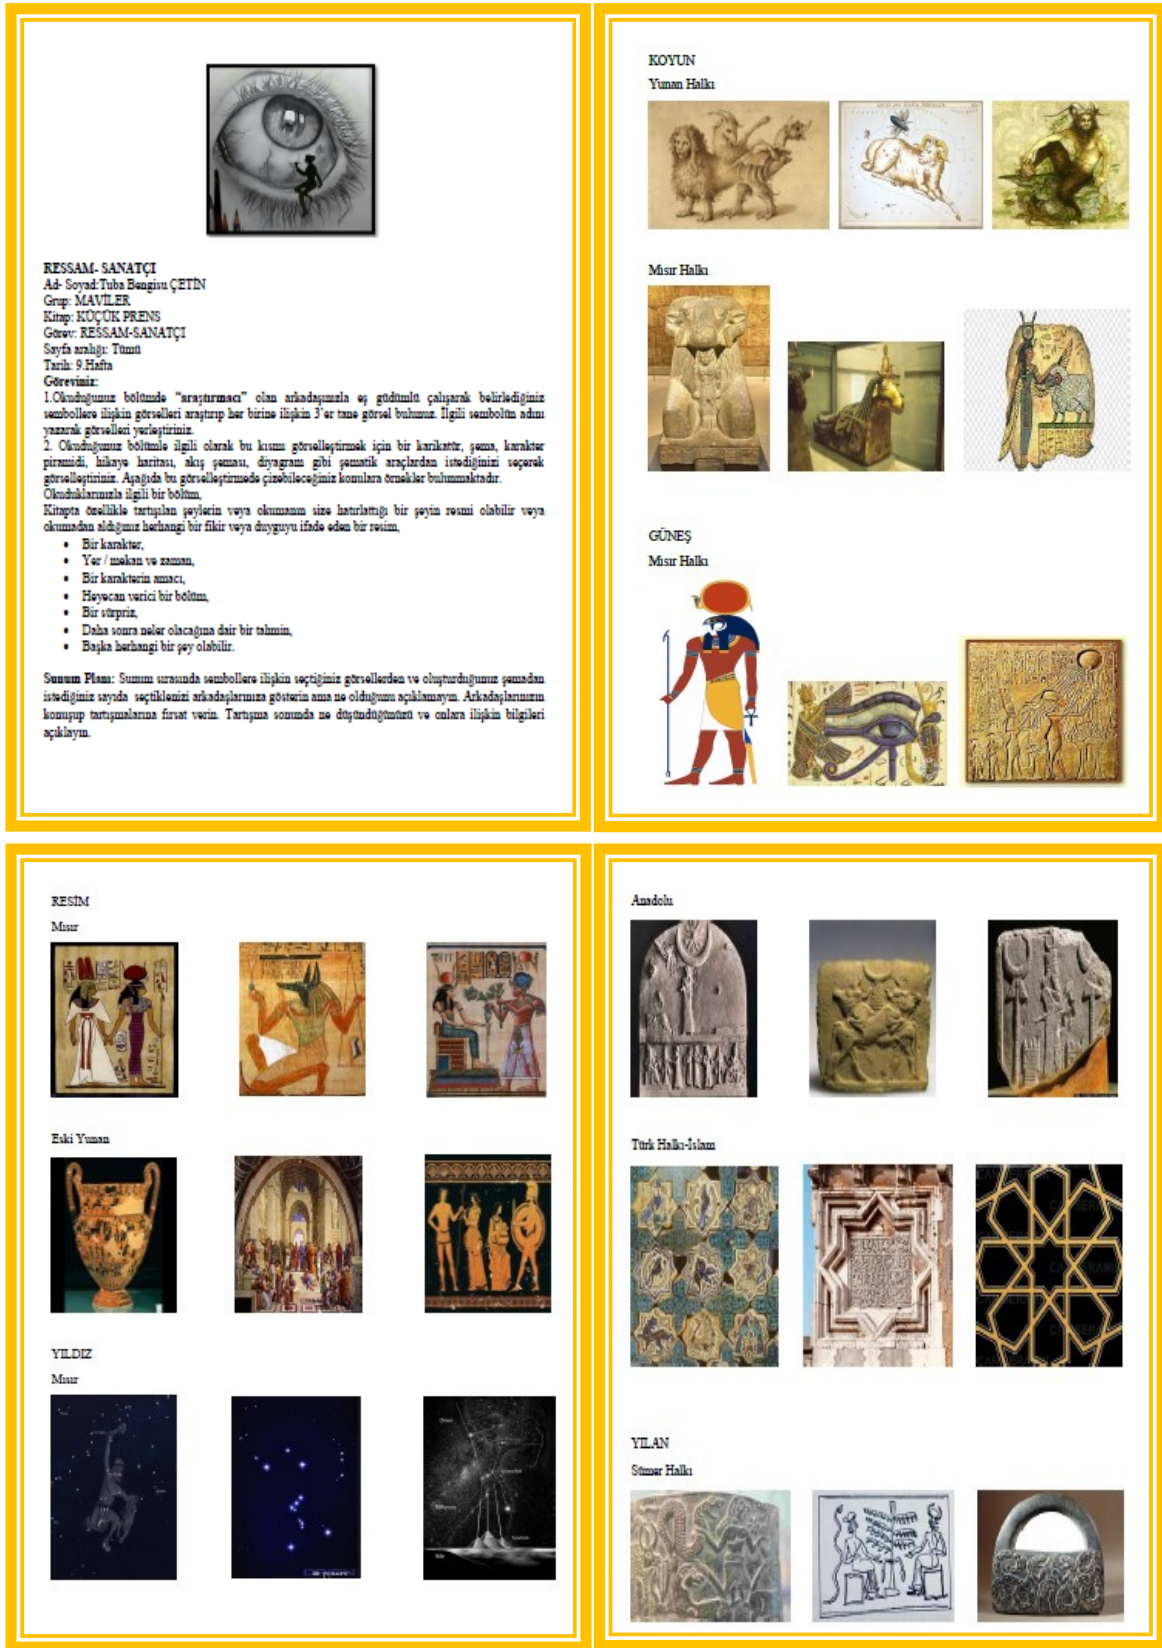 RESSAM- SANATÇI
Ad- Soyad:Tuba Bengisu ÇETİN
Grup: MAVİLER
Kitap: KÜÇÜK PRENS
Görev: RESSAM-SANATÇI
Sayfa aralığı: Tümü
Tarih: 9.Hafta
Göreviniz:
1.Okuduğunuz bölümde “araştırmacı” olan arkadaşınızla eş güdümlü çalışarak belirlediğiniz
sembollere ilişkin görselleri araştırıp her birine ilişkin 3’er tane görsel bulunuz. İlgili sembolün adını
yazarak görselleri yerleştiriniz.
2. Okuduğunuz bölümle ilgili olarak bu kısmı görselleştirmek için bir karikatür, şema, karakter
piramidi, hikaye haritası, akış şeması, diyagram gibi şematik araçlardan istediğinizi seçerek
görselleştiriniz. Aşağıda bu görselleştirmede çizebileceğiniz konulara örnekler bulunmaktadır.
Okuduklarınızla ilgili bir bölüm,
Kitapta özellikle tartışılan şeylerin veya okumanın size hatırlattığı bir şeyin resmi olabilir veya
okumadan aldığınız herhangi bir fikir veya duyguyu ifade eden bir resim,
• Bir karakter,
• Yer / mekan ve zaman,
• Bir karakterin amacı,
• Heyecan verici bir bölüm,
• Bir sürpriz,
• Daha sonra neler olacağına dair bir tahmin,
• Başka herhangi bir şey olabilir.
Sunum Planı: Sunum sırasında sembollere ilişkin seçtiğiniz görsellerden ve oluşturduğunuz şemadan
istediğiniz sayıda seçtiklenizi arkadaşlarınıza gösterin ama ne olduğunu açıklamayın. Arkadaşlarınızın
konuşup tartışmalarına fırsat verin. Tartışma sonunda ne düşündüğünüzü ve onlara ilişkin bilgileri
açıklayın.
KOYUN
Yunan Halkı
Mısır Halkı
GÜNEŞ
Mısır Halkı
RESİM
Mısır
Eski Yunan
YILDIZ
Mısır
Anadolu
Türk Halkı-İslam
YILAN
Sümer Halkı